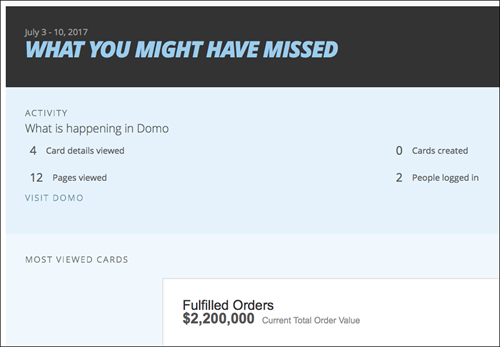 July 3 - 10, 2017
WHAT YOU MIGHT HAVE MISSED
ACTIVITY
What is happening in Domo
4 Card details viewed
0 Cards created
12 Pages viewed
2 People logged in
VISIT DOMO
MOST VIEWED CARDS
Fulfilled Orders
$2,200,000 Current Total Order Value